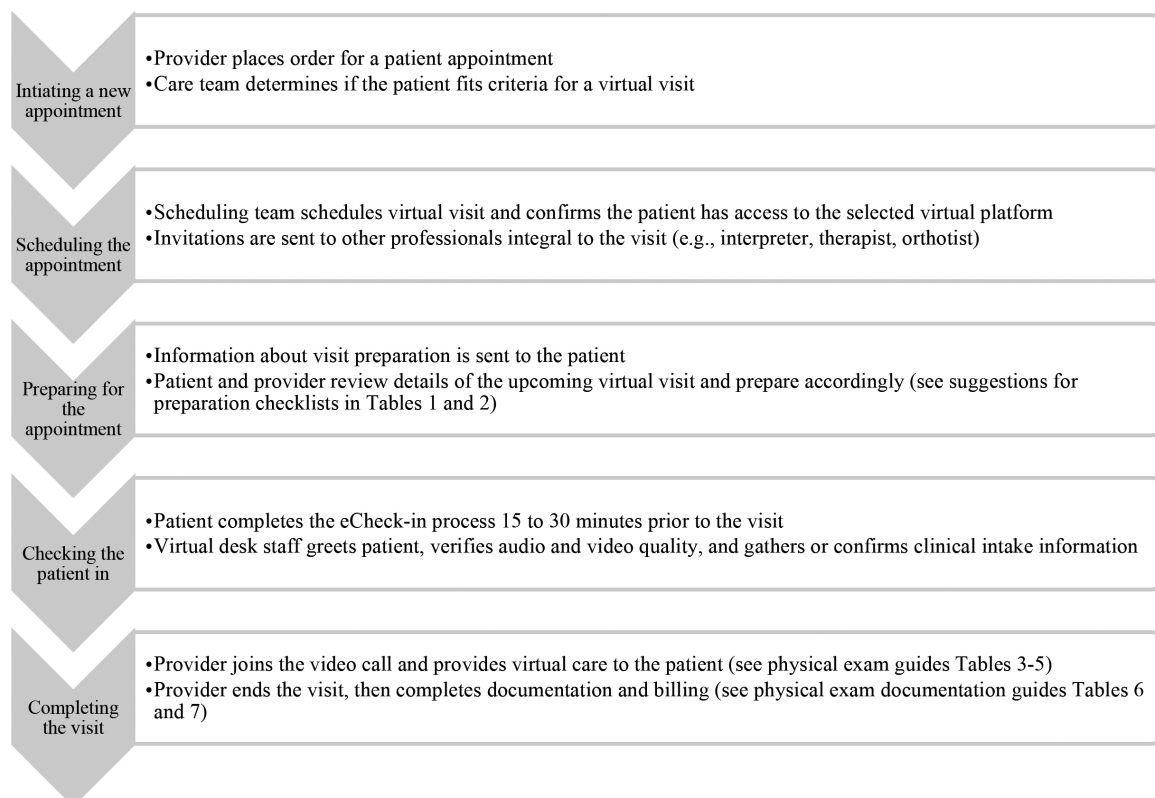 Intiating a new
appointment
•Provider places order for a patient appointment
•Care team determines if the patient fits criteria for a virtual visit
Scheduling the
appointment
•Scheduling team schedules virtual visit and confirms the patient has access to the selected virtual platform
•Invitations are sent to other professionals integral to the visit (e.g., interpreter, therapist, orthotist)
Preparing for
the
appointment
•Information about visit preparation is sent to the patient
•Patient and provider review details of the upcoming virtual visit and prepare accordingly (see suggestions for
preparation checklists in Tables 1 and 2)
Checking the
patient in
•Patient completes the eCheck-in process 15 to 30 minutes prior to the visit
•Virtual desk staff greets patient, verifies audio and video quality, and gathers or confirms clinical intake information
Completing
the visit
•Provider joins the video call and provides virtual care to the patient (see physical exam guides Tables 3-5)
•Provider ends the visit, then completes documentation and billing (see physical exam documentation guides Tables 6
and 7)